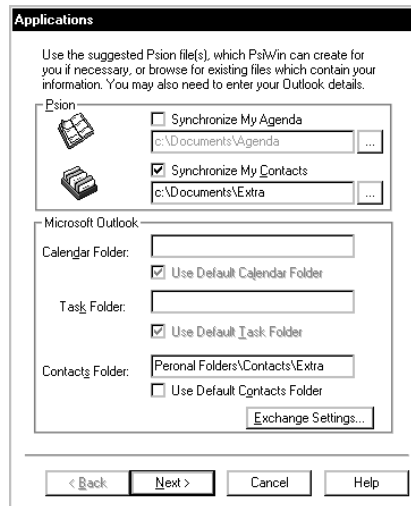 Applications
Use the suggested Psion file(s), which PsiWin can create for
you if necessary, or browse for existing files which contain your
information. You may also need to enter your Outlook details.
Psion
Synchronize My Agenda
c:\Documents\Agenda
...
Synchronize My Contacts
c:\Documents\Extra
...
Microsoft Outlook
Calendar Folder:
Use Default Calendar Folder
Task Folder:
Use Default Task Folder
Contacts Folder:
Peronal Folders\Contacts\Extra
Use Default Contacts Folder
Exchange Settings...
< Back
Next >
Cancel
Help